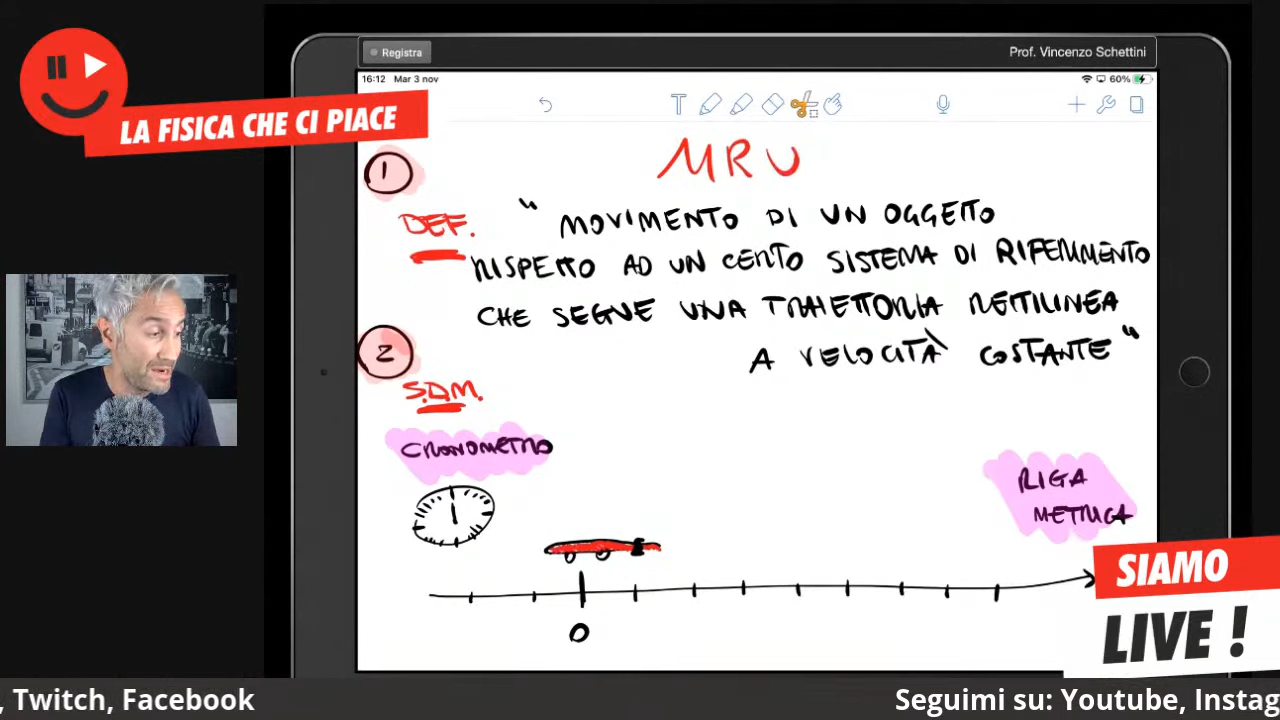 Registra
Prof. Vincenzo Schettini
16:12 Mar 3 nov
60%
LA FISICA CHE CI PIACE
1
MRU
DEF. " MOVIMENTO DI UN OGGETTO
RISPETTO AD UN CERTO SISTEMA DI RIFERIMENTO
CHE SEGUE UNA TRAIETTORIA RETTILINEA
A VELOCITÀ COSTANTE "
2
S.D.M.
CRONOMETRO
RIGA
METRICA
0
SIAMO
LIVE !
, Twitch, Facebook
Seguimi su: Youtube, Instag